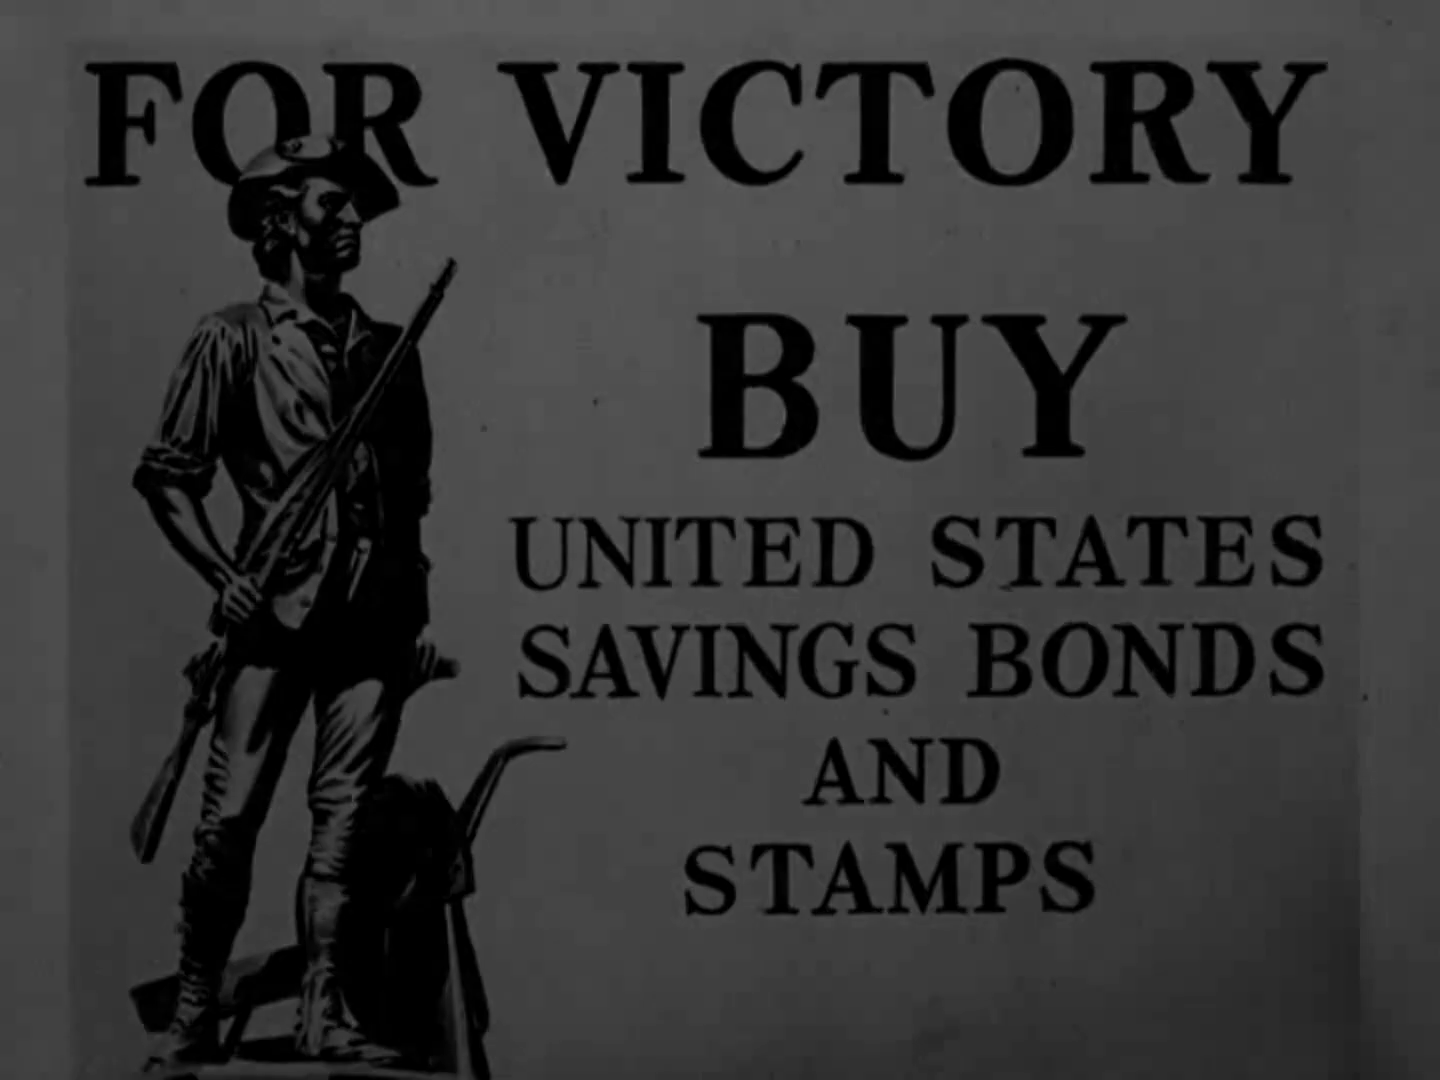 FOR VICTORY
BUY
UNITED STATES
SAVINGS BONDS
AND
STAMPS